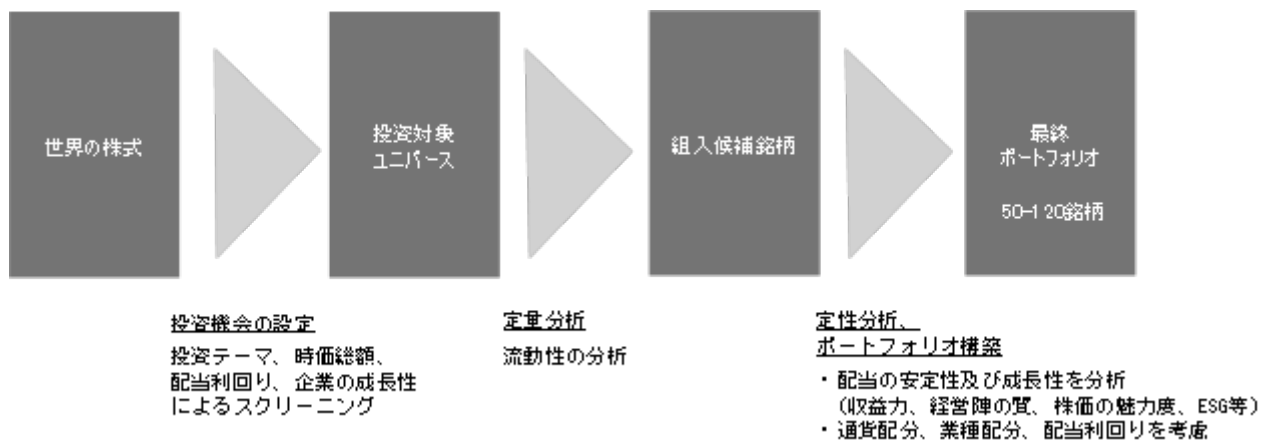 世界の株式
投資対象
ユニバース
組入候補銘柄
最終
ポートフォリオ
50-120銘柄
投資機会の設定
投資テーマ、時価総額、
配当利回り、企業の成長性
によるスクリーニング
定量分析
流動性の分析
定性分析、
ポートフォリオ構築
・配当の安定性及び成長性を分析
（収益力、経営陣の質、株価の魅力度、ESG等）
・通貨配分、業種配分、配当利回りを考慮